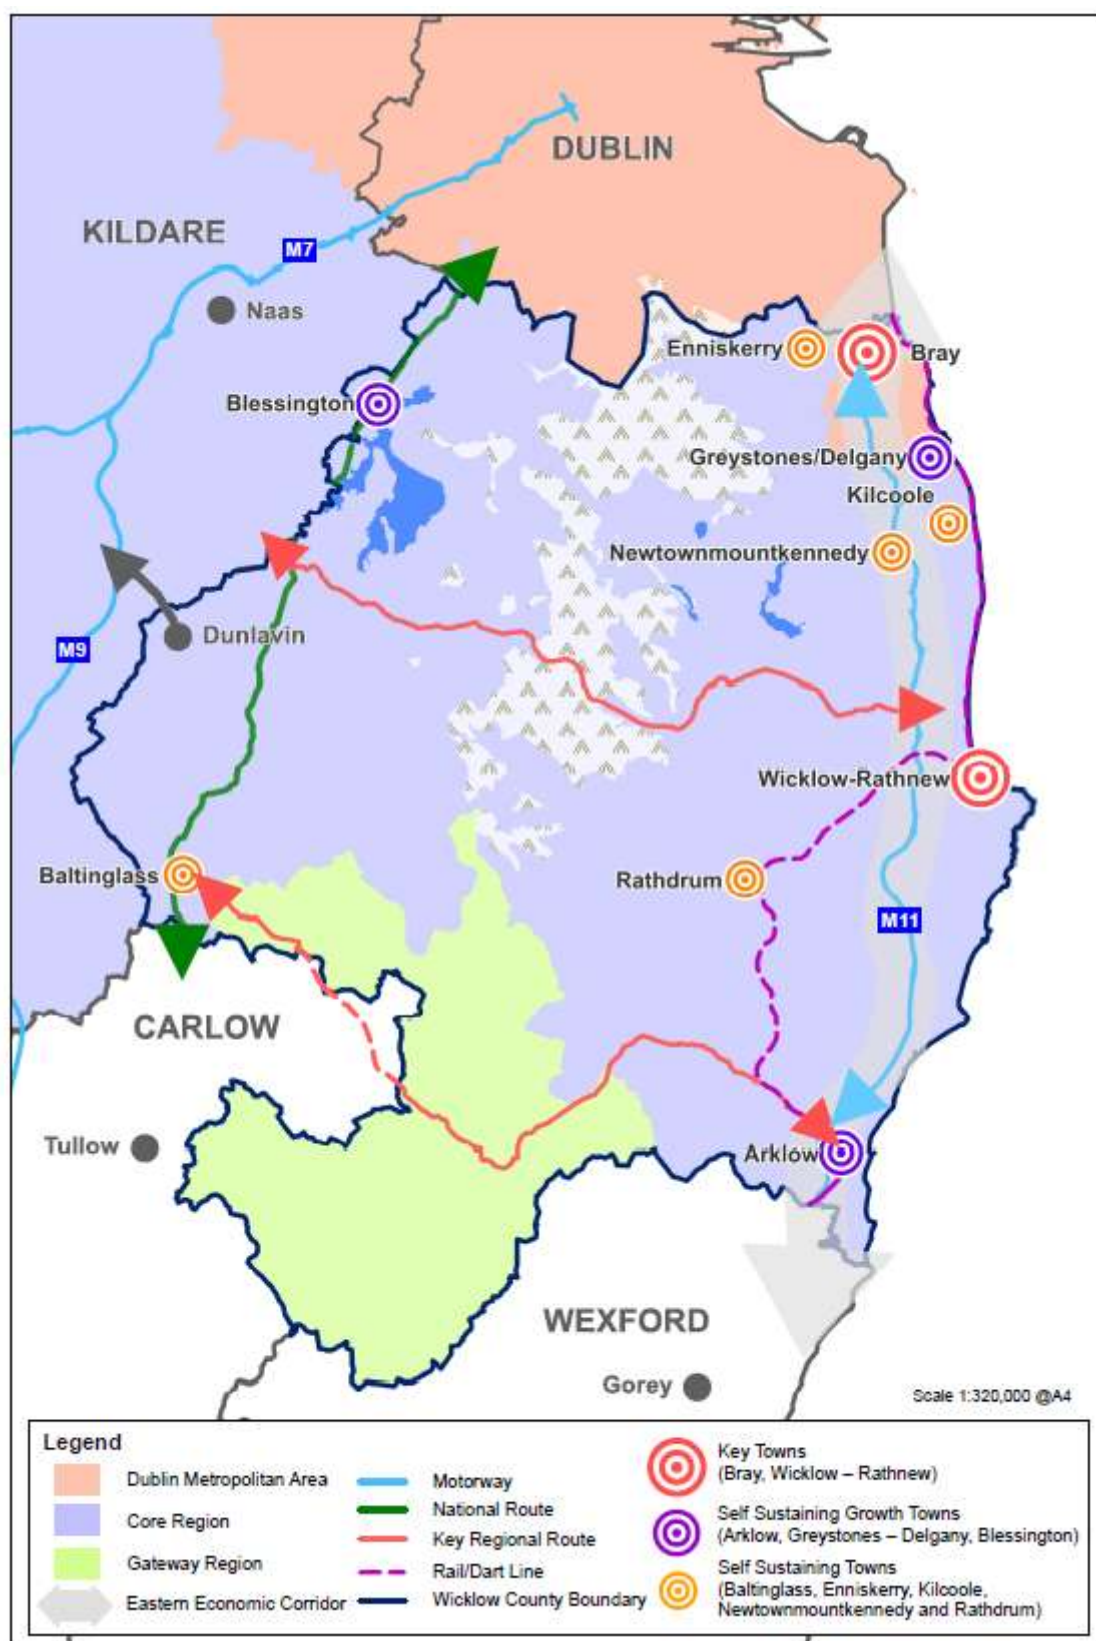 DUBLIN
KILDARE
M7
Naas
Enniskerry
Bray
Blessington
Greystones/Delgany
Kilcoole
Newtownmountkennedy
Dunlavin
M9
Wicklow-Rathnew
Baltinglass
Rathdrum
M11
CARLOW
Tullow
Arklow
WEXFORD
Gorey
Scale 1:320,000 @A4
Legend
Dublin Metropolitan Area
Core Region
Gateway Region
Eastern Economic Corridor
Motorway
National Route
Key Regional Route
Rail/Dart Line
Wicklow County Boundary
Key Towns
(Bray, Wicklow – Rathnew)
Self Sustaining Growth Towns
(Arklow, Greystones – Delgany, Blessington)
Self Sustaining Towns
(Baltinglass, Enniskerry, Kilcoole,
Newtownmountkennedy and Rathdrum)